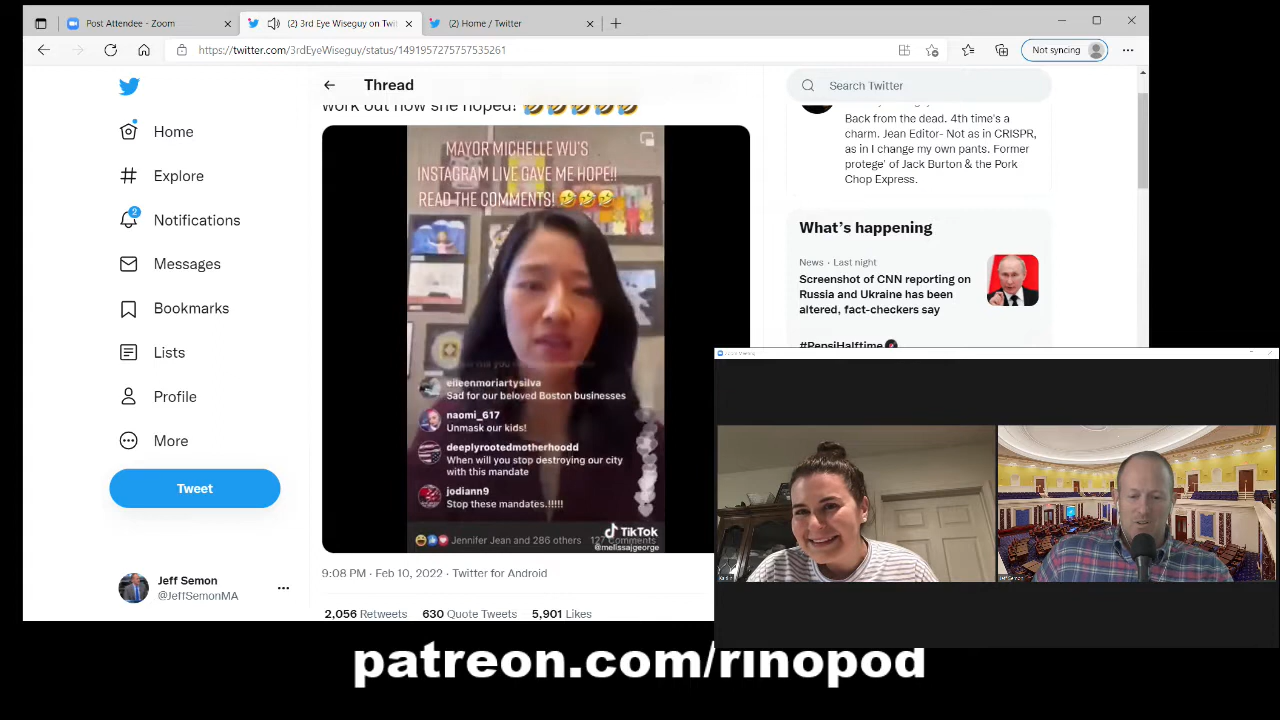 Post Attendee - Zoom
(2) 3rd Eye Wiseguy on Twit
(2) Home / Twitter
https://twitter.com/3rdEyeWiseguy/status/1491957275757535261
Not syncing
Thread
work out how she hoped! 🤣🤣🤣🤣🤣
MAYOR MICHELLE WU'S
INSTAGRAM LIVE GAVE ME HOPE!!
READ THE COMMENTS! 🤣🤣🤣
eileenmoriartysilva
Sad for our beloved Boston businesses
naomi_617
Unmask our kids!
deeplyrootedmotherhoodd
When will you stop destroying our city
with this mandate
jodiann9
Stop these mandates.!!!!!
Jennifer Jean and 286 others
127 Comments
TikTok
@melissajgeorge
9:08 PM · Feb 10, 2022 · Twitter for Android
2,056 Retweets 630 Quote Tweets 5,901 Likes
Home
Explore
2
Notifications
Messages
Bookmarks
Lists
Profile
More
Tweet
Jeff Semon
@JeffSemonMA
Search Twitter
Back from the dead. 4th time's a
charm. Jean Editor- Not as in CRISPR,
as in I change my own pants. Former
protege' of Jack Burton & the Pork
Chop Express.
What's happening
News · Last night
Screenshot of CNN reporting on
Russia and Ukraine has been
altered, fact-checkers say
#PepsiHalftime
Zoom Meeting
Jeff Semon
patreon.com/rinopod